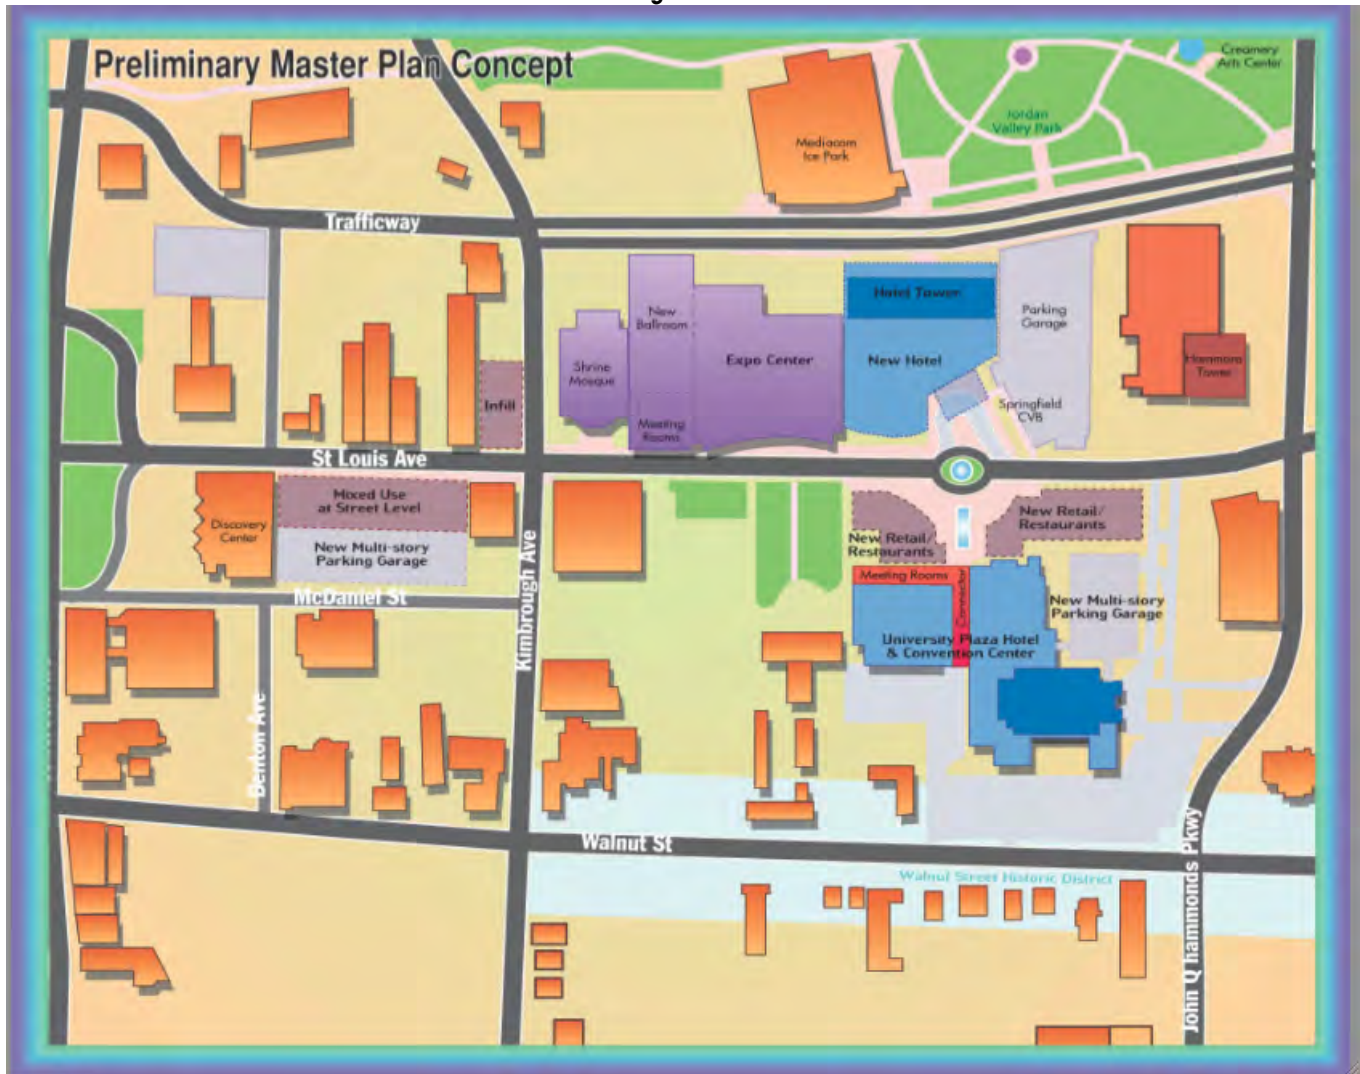 Preliminary Master Plan Concept
Creamery
Arts Center
Jordan
Valley Park
Mediacom
Ice Park
Trafficway
Hotel Tower
New
Ballroom
Parking
Garage
Expo Center
New Hotel
Shrine
Mosque
Hammons
Tower
Infill
Springfield
CVB
Meeting
Rooms
St Louis Ave
Mixed Use
at Street Level
Discovery
Center
New Multi-story
Parking Garage
New Retail/
Restaurants
New Retail/
Restaurants
Meeting Rooms
Connector
McDaniel St
Kimbrough Ave
New Multi-story
Parking Garage
University Plaza Hotel
& Convention Center
Benton Ave
Walnut St
Walnut Street Historic District
John Q hammonds Pkwy